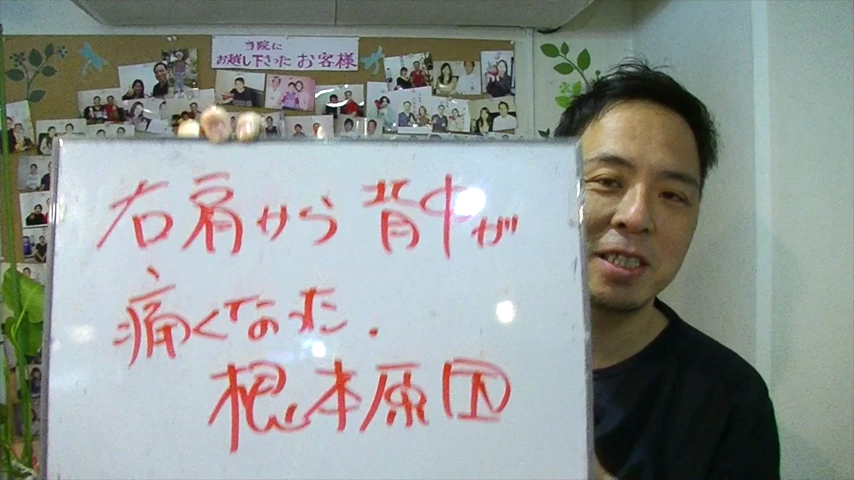 当院に
お越し下さった お客様
右肩から背中が
痛くなった.
根本原因